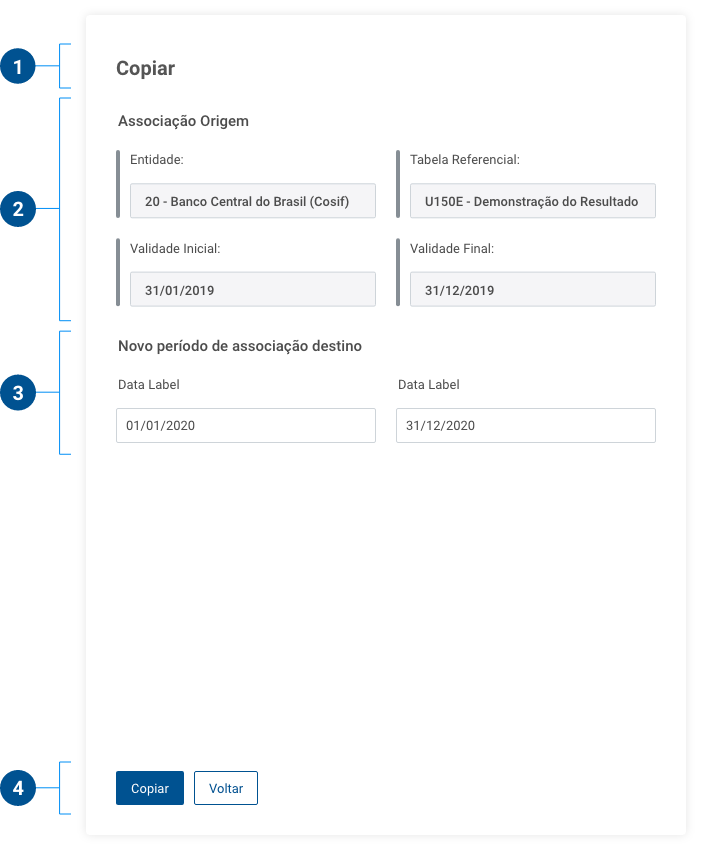 1
Copiar
2
Associação Origem
Entidade:
Tabela Referencial:
20 - Banco Central do Brasil (Cosif)
U150E - Demonstração do Resultado
Validade Inicial:
Validade Final:
31/01/2019
31/12/2019
3
Novo período de associação destino
Data Label
Data Label
01/01/2020
31/12/2020
4
Copiar
Voltar